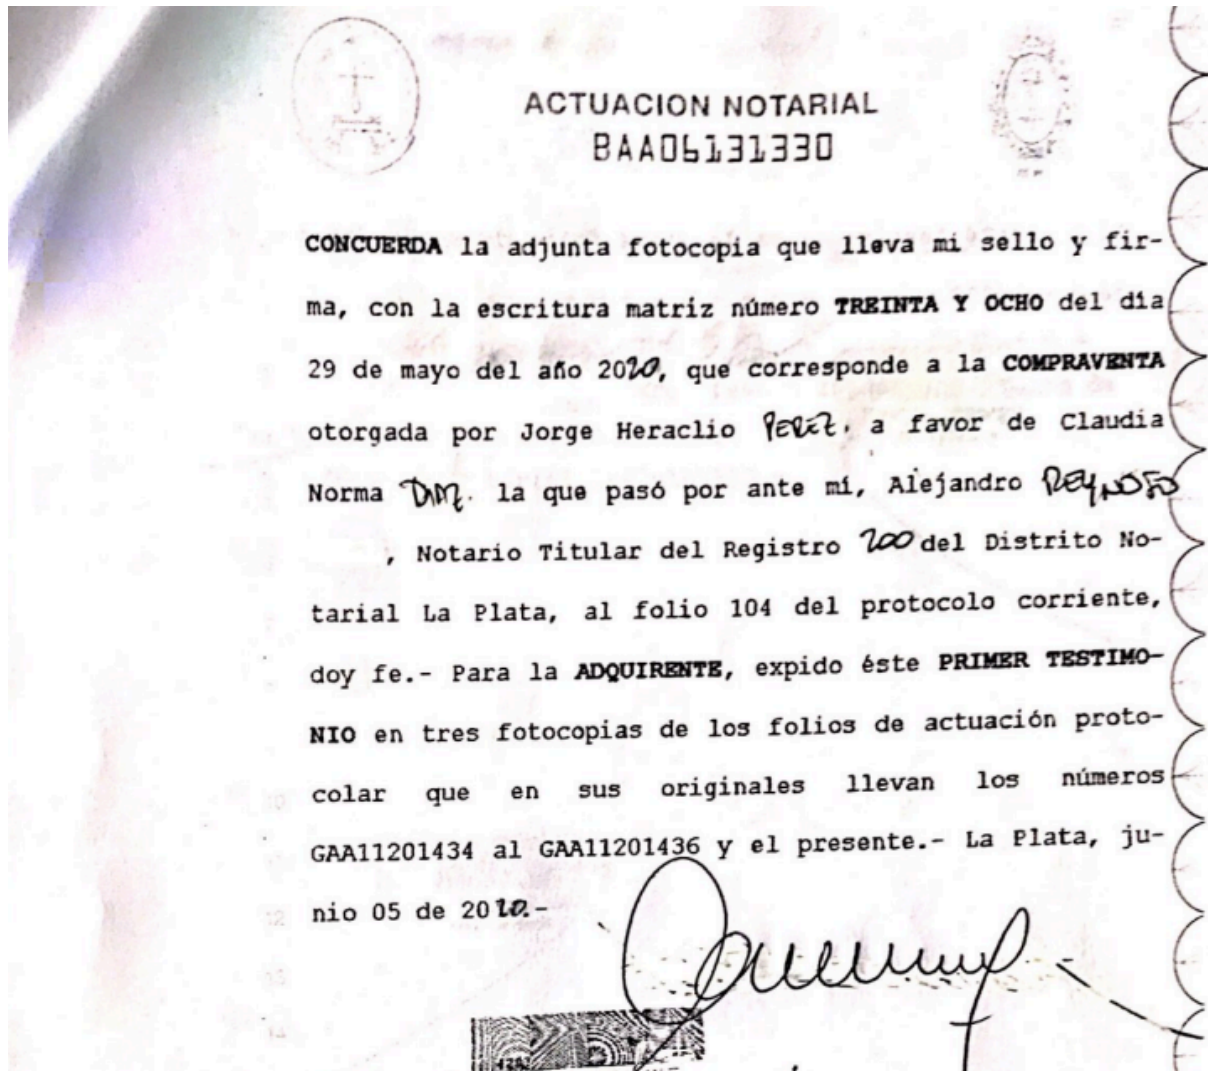 ACTUACION NOTARIAL
BAA06131330
CONCUERDA la adjunta fotocopia que lleva mi sello y fir-
ma, con la escritura matriz número TREINTA Y OCHO del día
29 de mayo del año 2020, que corresponde a la COMPRAVENTA
otorgada por Jorge Heraclio PEREZ. a favor de Claudia
Norma la que pasó por ante mí, Alejandro REYNOSO
, Notario Titular del Registro 200 del Distrito No-
tarial La Plata, al folio 104 del protocolo corriente,
doy fe.- Para la ADQUIRENTE, expido éste PRIMER TESTIMO-
NIO en tres fotocopias de los folios de actuación proto-
colar que en sus originales llevan los números
GAA11201434 al GAA11201436 y el presente.- La Plata, ju-
nio 05 de 2020.-